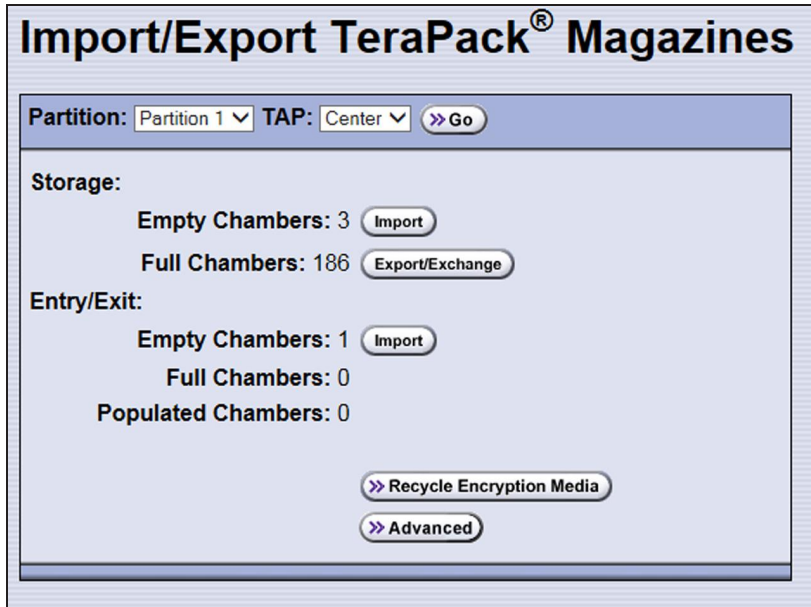 Import/Export TeraPack® Magazines
Partition: Partition 1 TAP: Center Go
Storage:
Empty Chambers: 3 Import
Full Chambers: 186 Export/Exchange
Entry/Exit:
Empty Chambers: 1 Import
Full Chambers: 0
Populated Chambers: 0
Recycle Encryption Media
Advanced